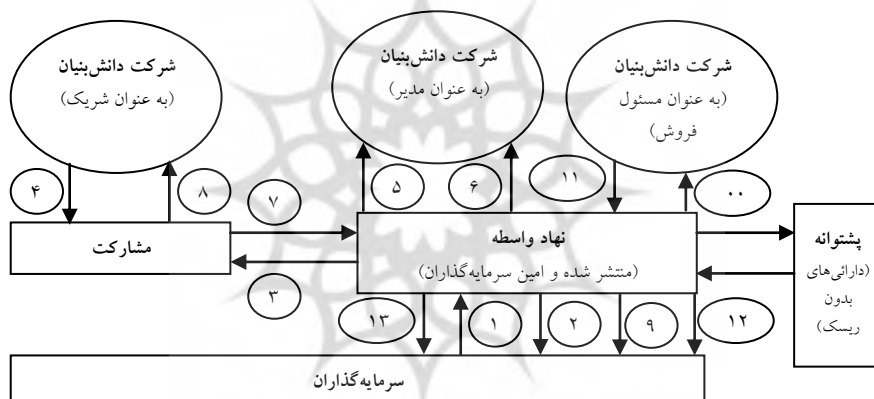 شرکت دانش‌بنیان
(به عنوان مسئول
فروش)
شرکت دانش‌بنیان
(به عنوان مدیر)
شرکت دانش‌بنیان
(به عنوان شریک)
۰۰
۱۱
۶
۵
۷
۸
۴
پشتوانه
(دارائی‌های
بدون
ریسک)
نهاد واسطه
(منتشر شده و امین سرمایه‌گذاران)
مشارکت
۳
۱۲
۹
۲
۱
۱۳
سرمایه‌گذاران